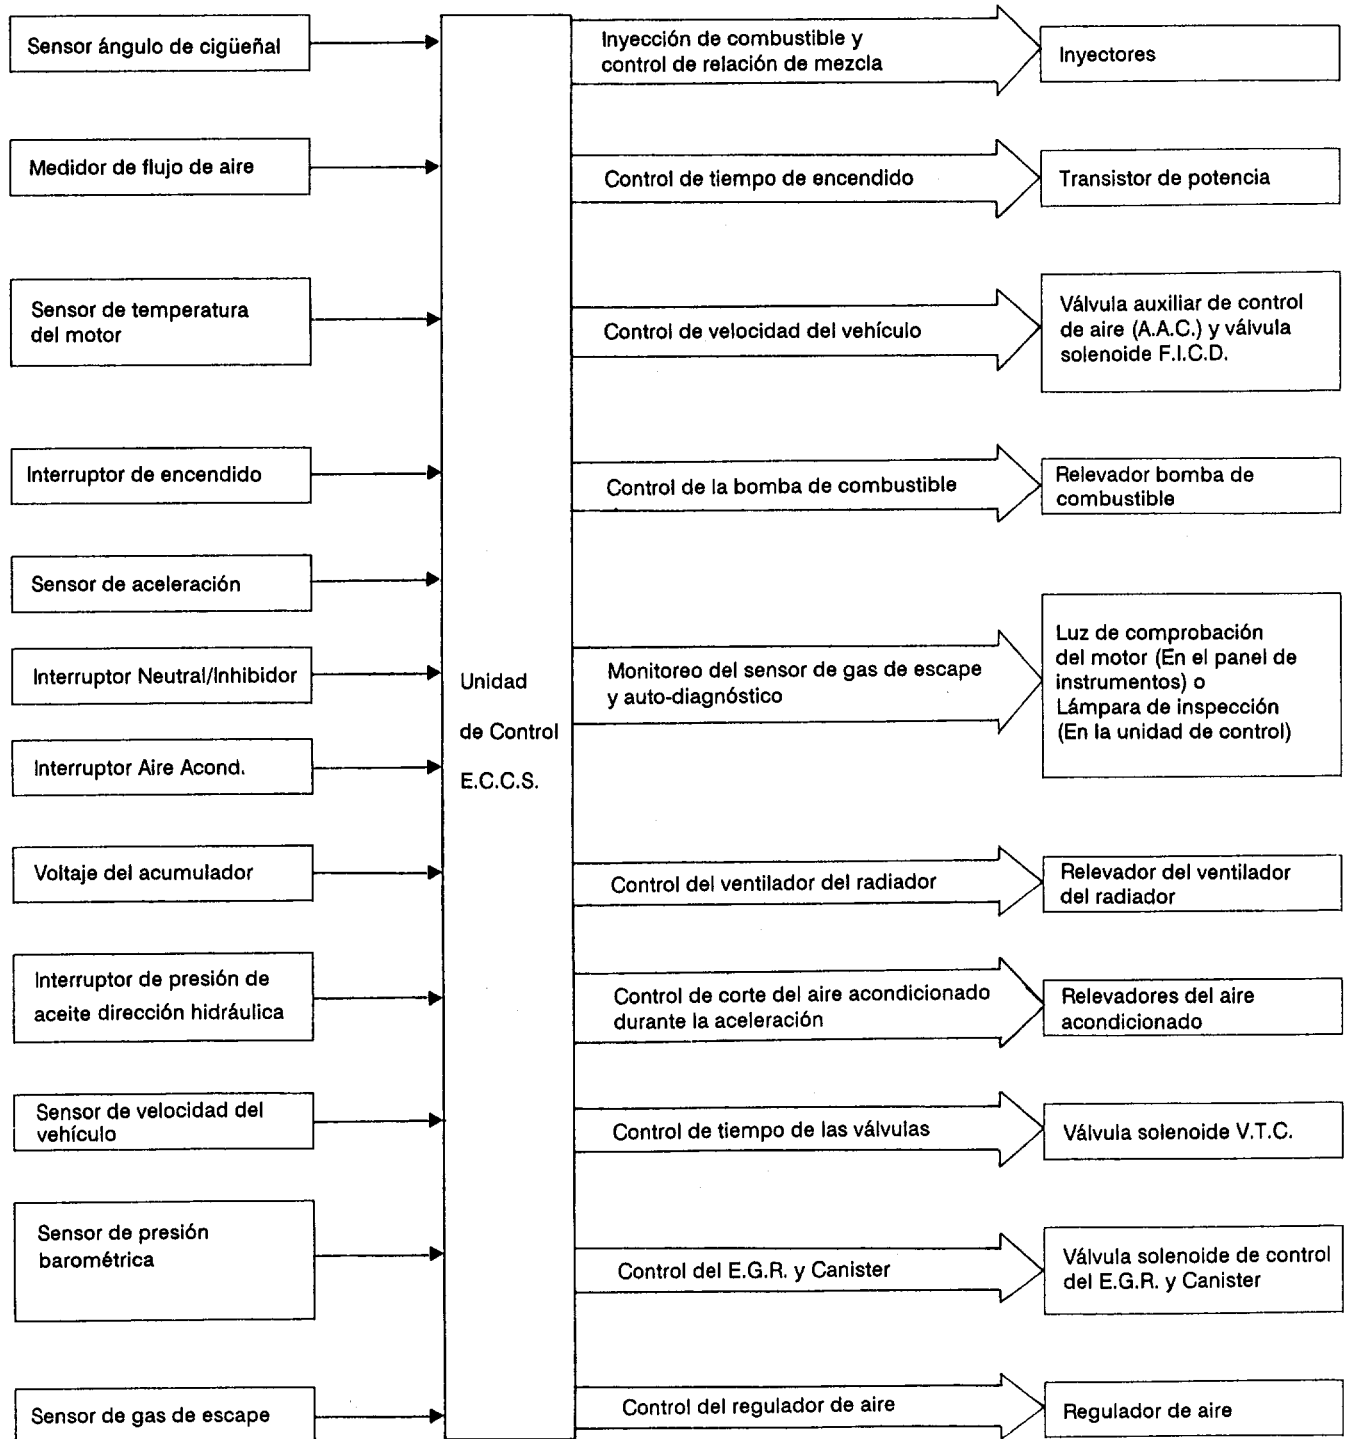 Sensor ángulo de cigüeñal
Medidor de flujo de aire
Sensor de temperatura
del motor
Interruptor de encendido
Sensor de aceleración
Interruptor Neutral/Inhibidor
Interruptor Aire Acond.
Voltaje del acumulador
Interruptor de presión de
aceite dirección hidráulica
Sensor de velocidad del
vehículo
Sensor de presión
barométrica
Sensor de gas de escape
Unidad
de Control
E.C.C.S.
Inyección de combustible y
control de relación de mezcla
Control de tiempo de encendido
Control de velocidad del vehículo
Control de la bomba de combustible
Monitoreo del sensor de gas de escape
y auto-diagnóstico
Control del ventilador del radiador
Control de corte del aire acondicionado
durante la aceleración
Control de tiempo de las válvulas
Control del E.G.R. y Canister
Control del regulador de aire
Inyectores
Transistor de potencia
Válvula auxiliar de control
de aire (A.A.C.) y válvula
solenoide F.I.C.D.
Relevador bomba de
combustible
Luz de comprobación
del motor (En el panel de
instrumentos) o
Lámpara de inspección
(En la unidad de control)
Relevador del ventilador
del radiador
Relevadores del aire
acondicionado
Válvula solenoide V.T.C.
Válvula solenoide de control
del E.G.R. y Canister
Regulador de aire